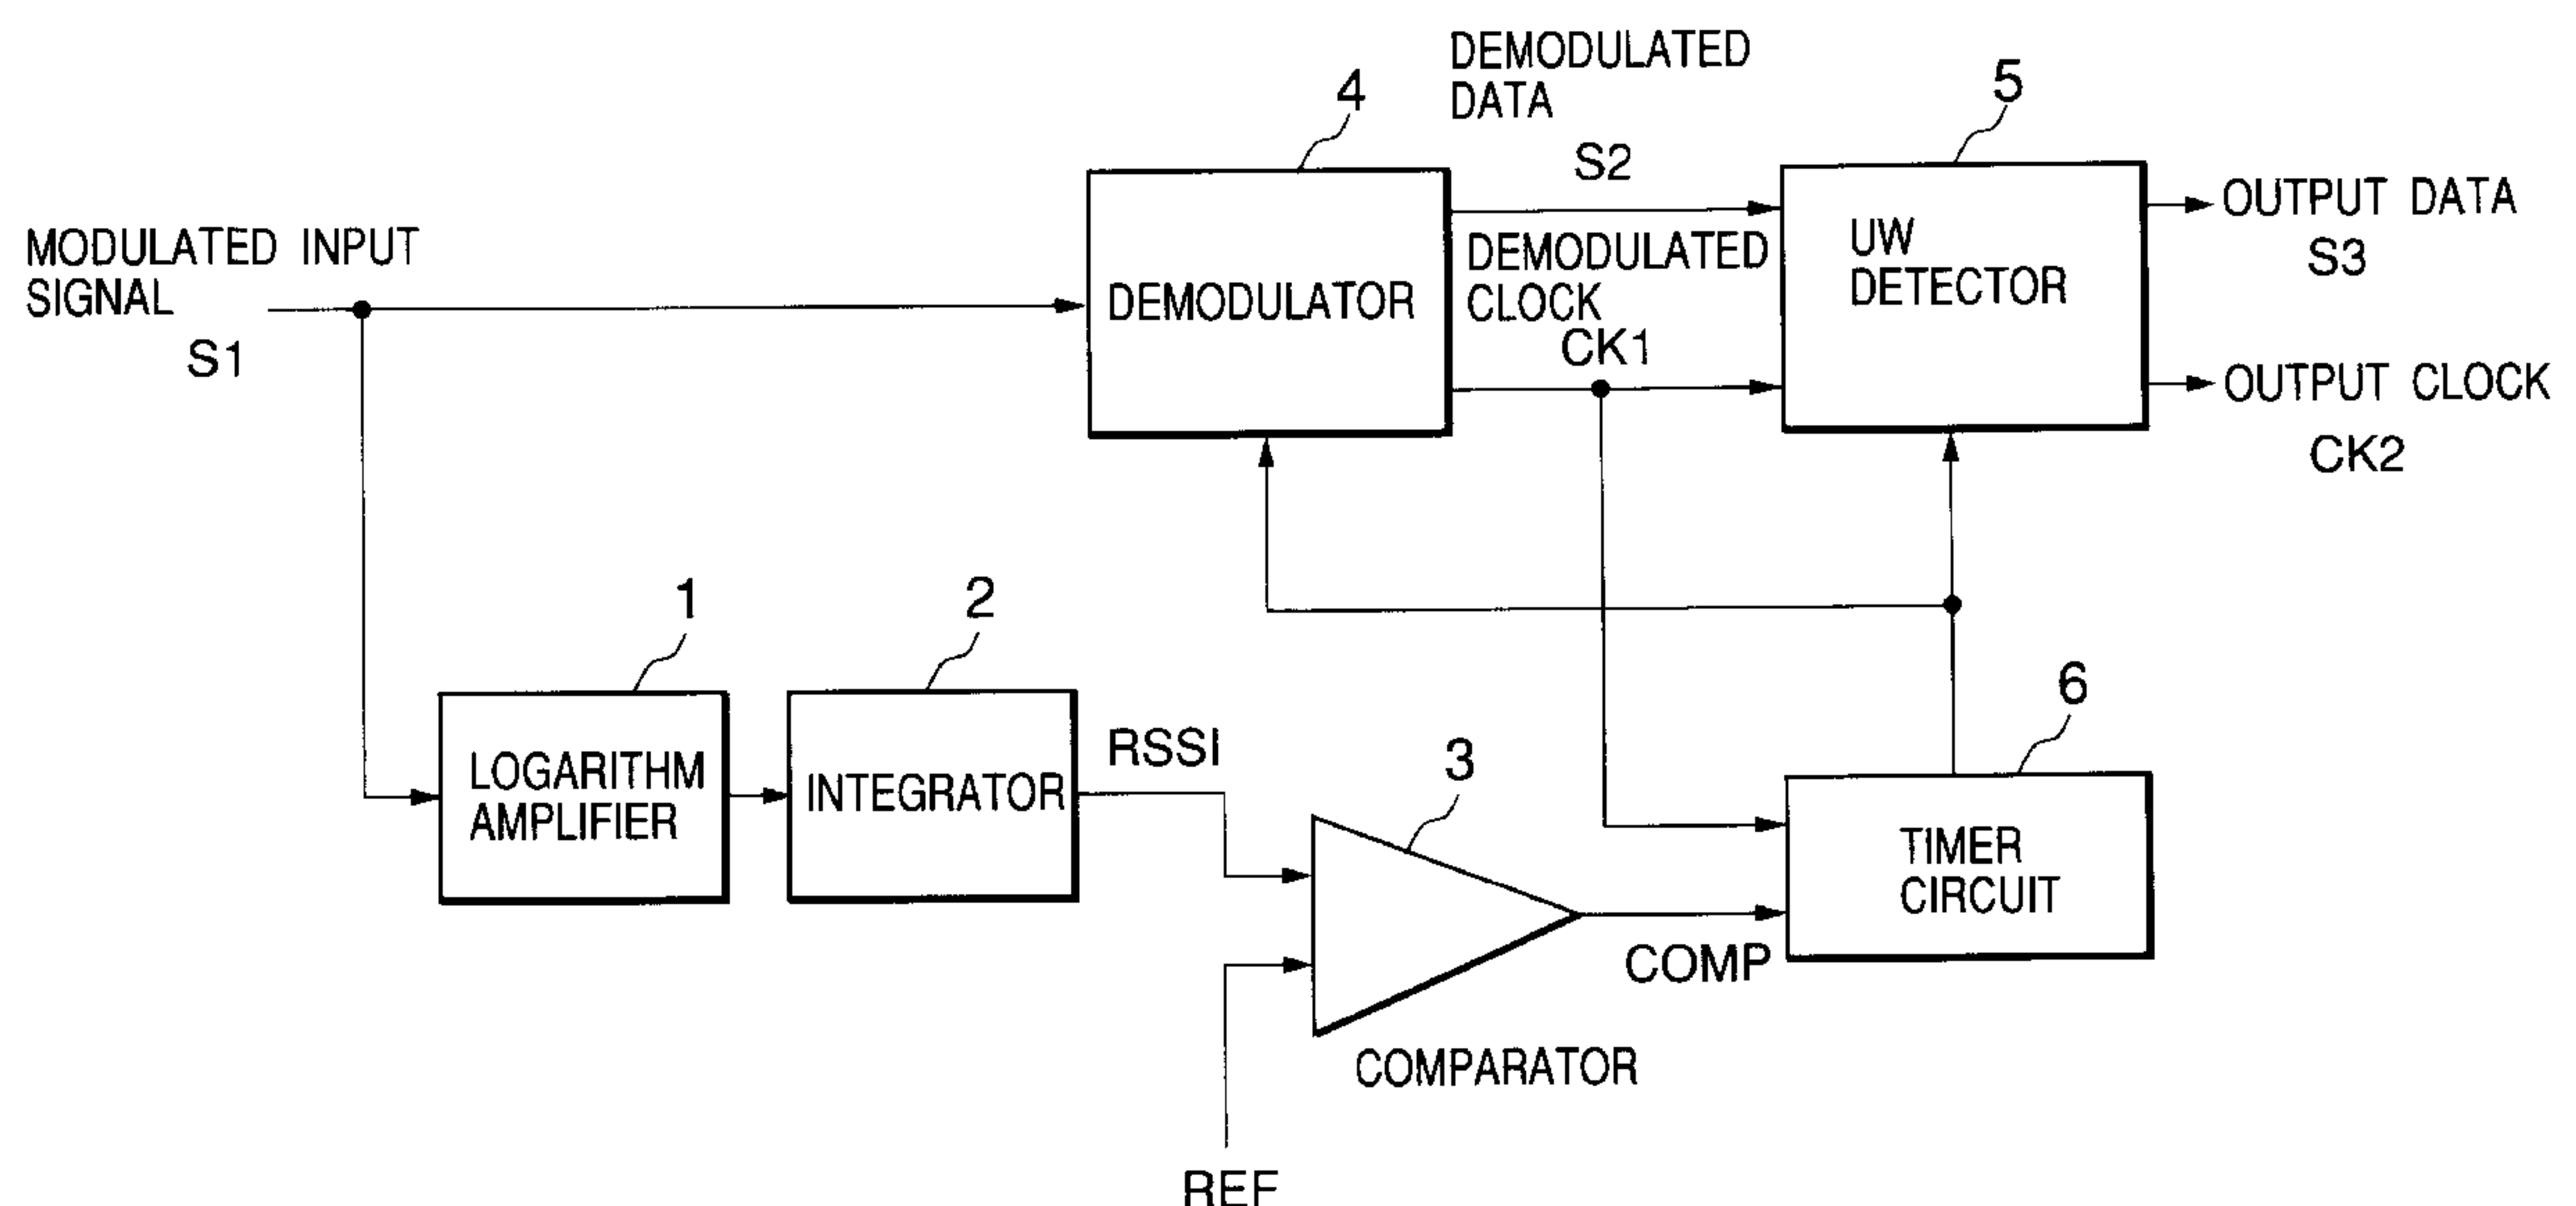 DEMODULATED
DATA
4
5
S2
OUTPUT DATA
S3
MODULATED INPUT
SIGNAL
S1
DEMODULATOR
DEMODULATED
CLOCK
CK1
UW
DETECTOR
OUTPUT CLOCK
CK2
1
2
6
LOGARITHM
AMPLIFIER
INTEGRATOR
RSSI
3
TIMER
CIRCUIT
COMP
COMPARATOR
REF